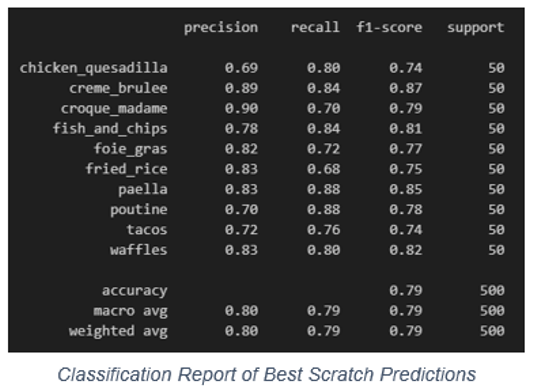 precision recall f1-score support
chicken_quesadilla 0.69 0.80 0.74 50
creme_brulee 0.89 0.84 0.87 50
croque_madame 0.90 0.70 0.79 50
fish_and_chips 0.78 0.84 0.81 50
foie_gras 0.82 0.72 0.77 50
fried_rice 0.83 0.68 0.75 50
paella 0.83 0.88 0.85 50
poutine 0.70 0.88 0.78 50
tacos 0.72 0.76 0.74 50
waffles 0.83 0.80 0.82 50
accuracy 0.79 500
macro avg 0.80 0.79 0.79 500
weighted avg 0.80 0.79 0.79 500
Classification Report of Best Scratch Predictions